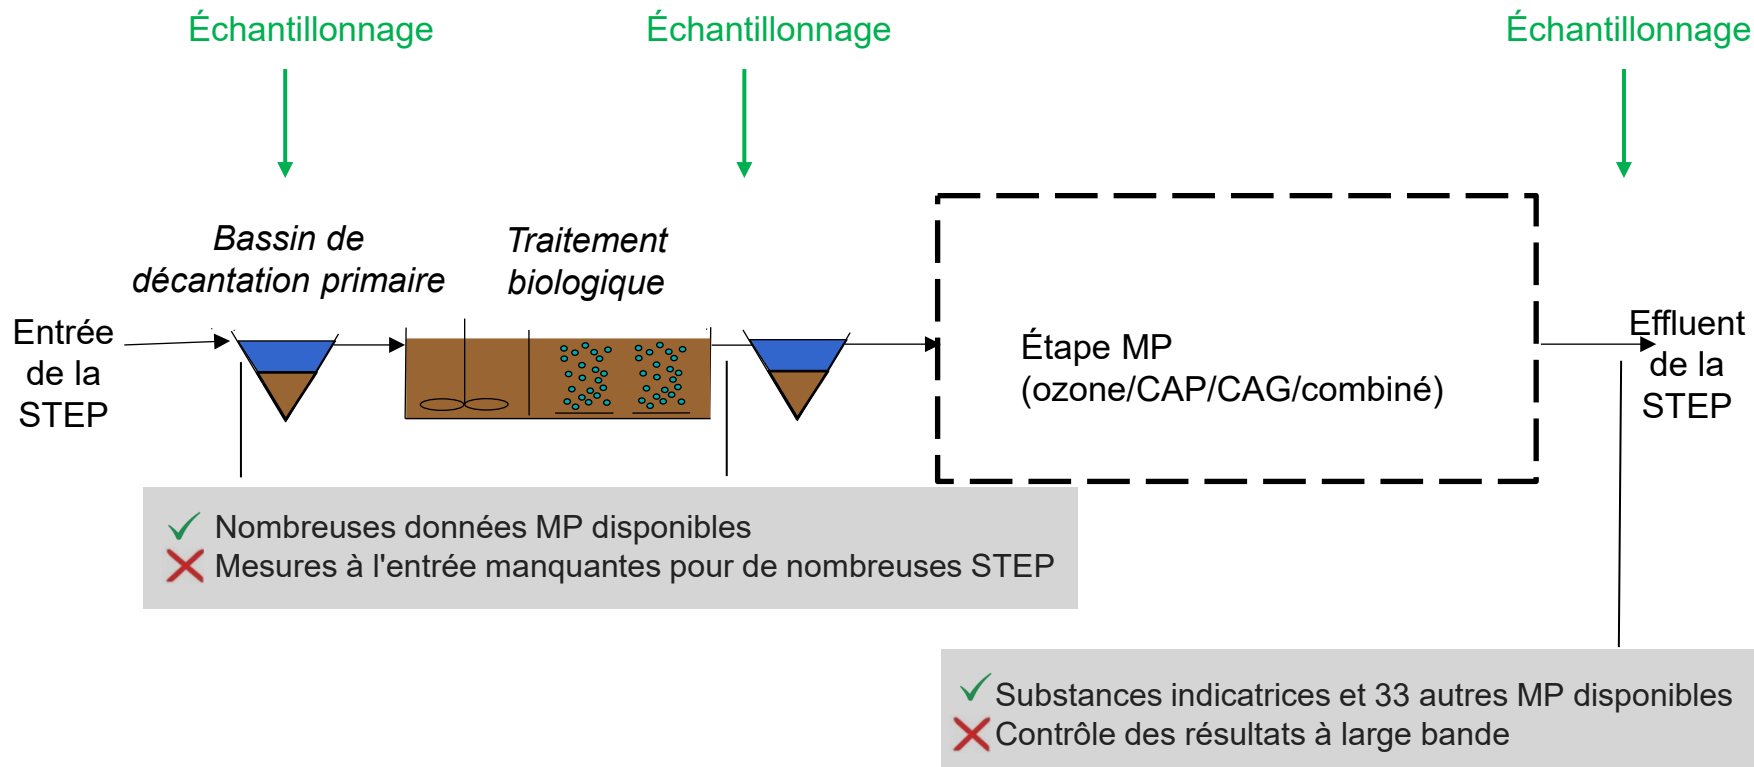 Échantillonnage
Échantillonnage
Échantillonnage
Bassin de
décantation primaire
Traitement
biologique
Entrée
de la
STEP
Étape MP
(ozone/CAP/CAG/combiné)
Effluent
de la
STEP
Nombreuses données MP disponibles
Mesures à l'entrée manquantes pour de nombreuses STEP
Substances indicatrices et 33 autres MP disponibles
Contrôle des résultats à large bande